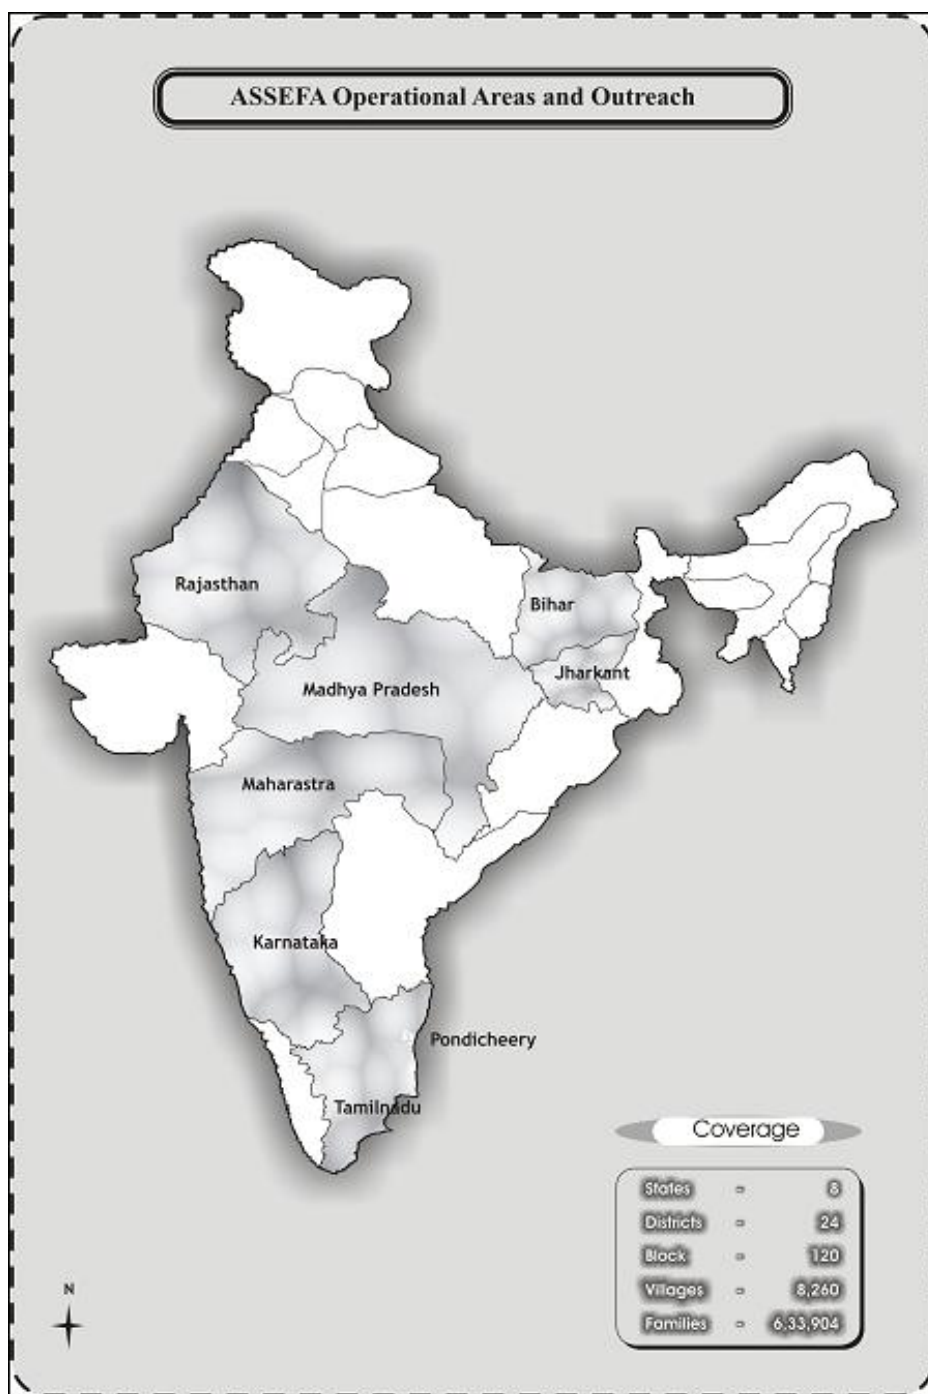 ASSEFA Operational Areas and Outreach
Rajasthan
Bihar
Jharkant
Madhya Pradesh
Maharastra
Karnataka
Pondicheery
Tamilnadu
Coverage
States - 8
Districts - 24
Block - 120
Villages - 8,260
Families - 6,33,904
N